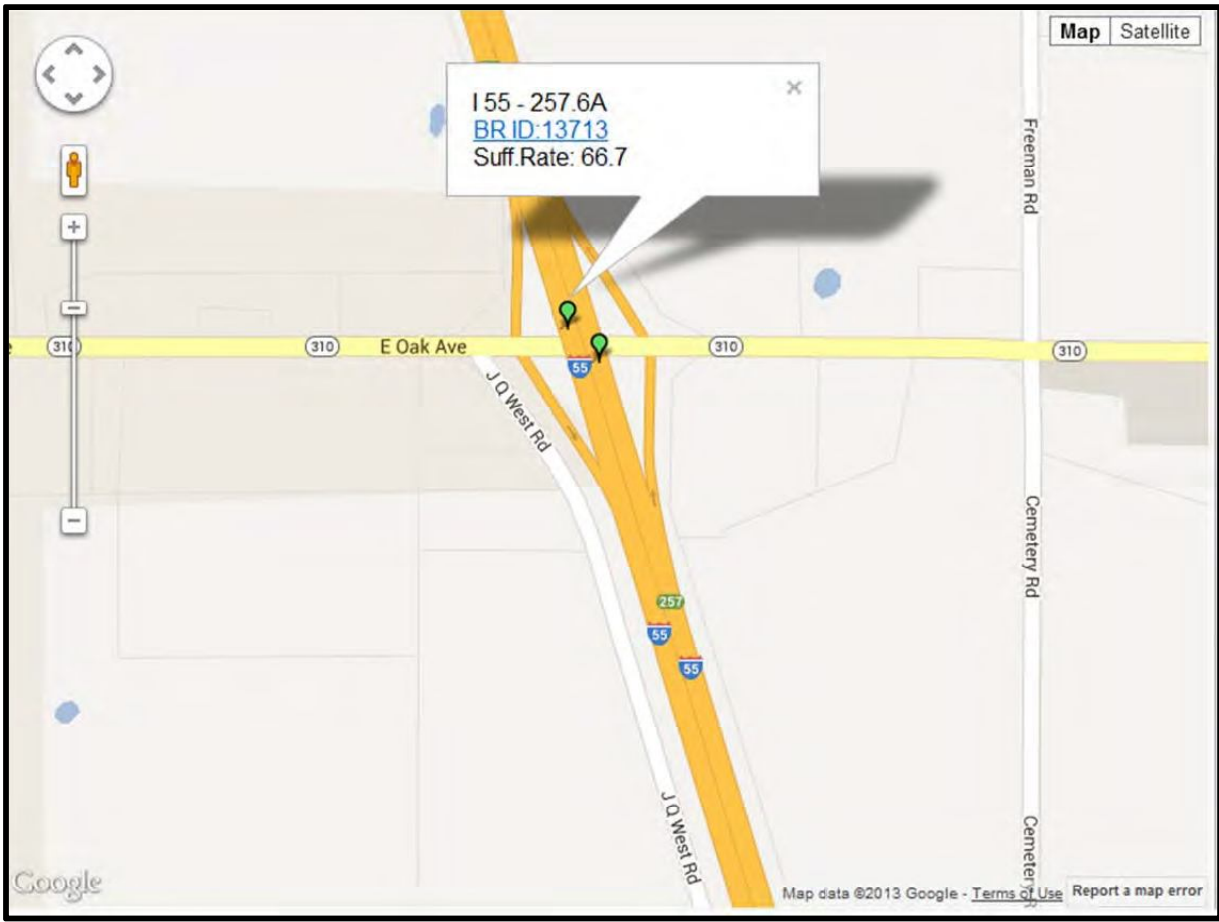 Map Satellite
I 55 - 257.6A
BR ID:13713
Suff.Rate: 66.7
×
Freeman Rd
310
310
E Oak Ave
310
310
55
J Q West Rd
Cemetery Rd
257
55
55
J Q West Rd
Cemetery R
Google
Map data ©2013 Google - Terms of Use
Report a map error